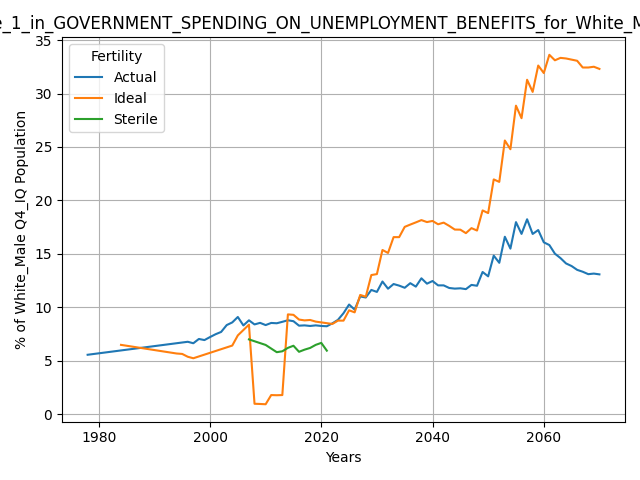 e_1_in_GOVERNMENT_SPENDING_ON_UNEMPLOYMENT_BENEFITS_for_White_M
Fertility
Actual
Ideal
Sterile
% of White_Male Q4_IQ Population
35
30
25
20
15
10
5
0
1980 2000 2020 2040 2060
Years